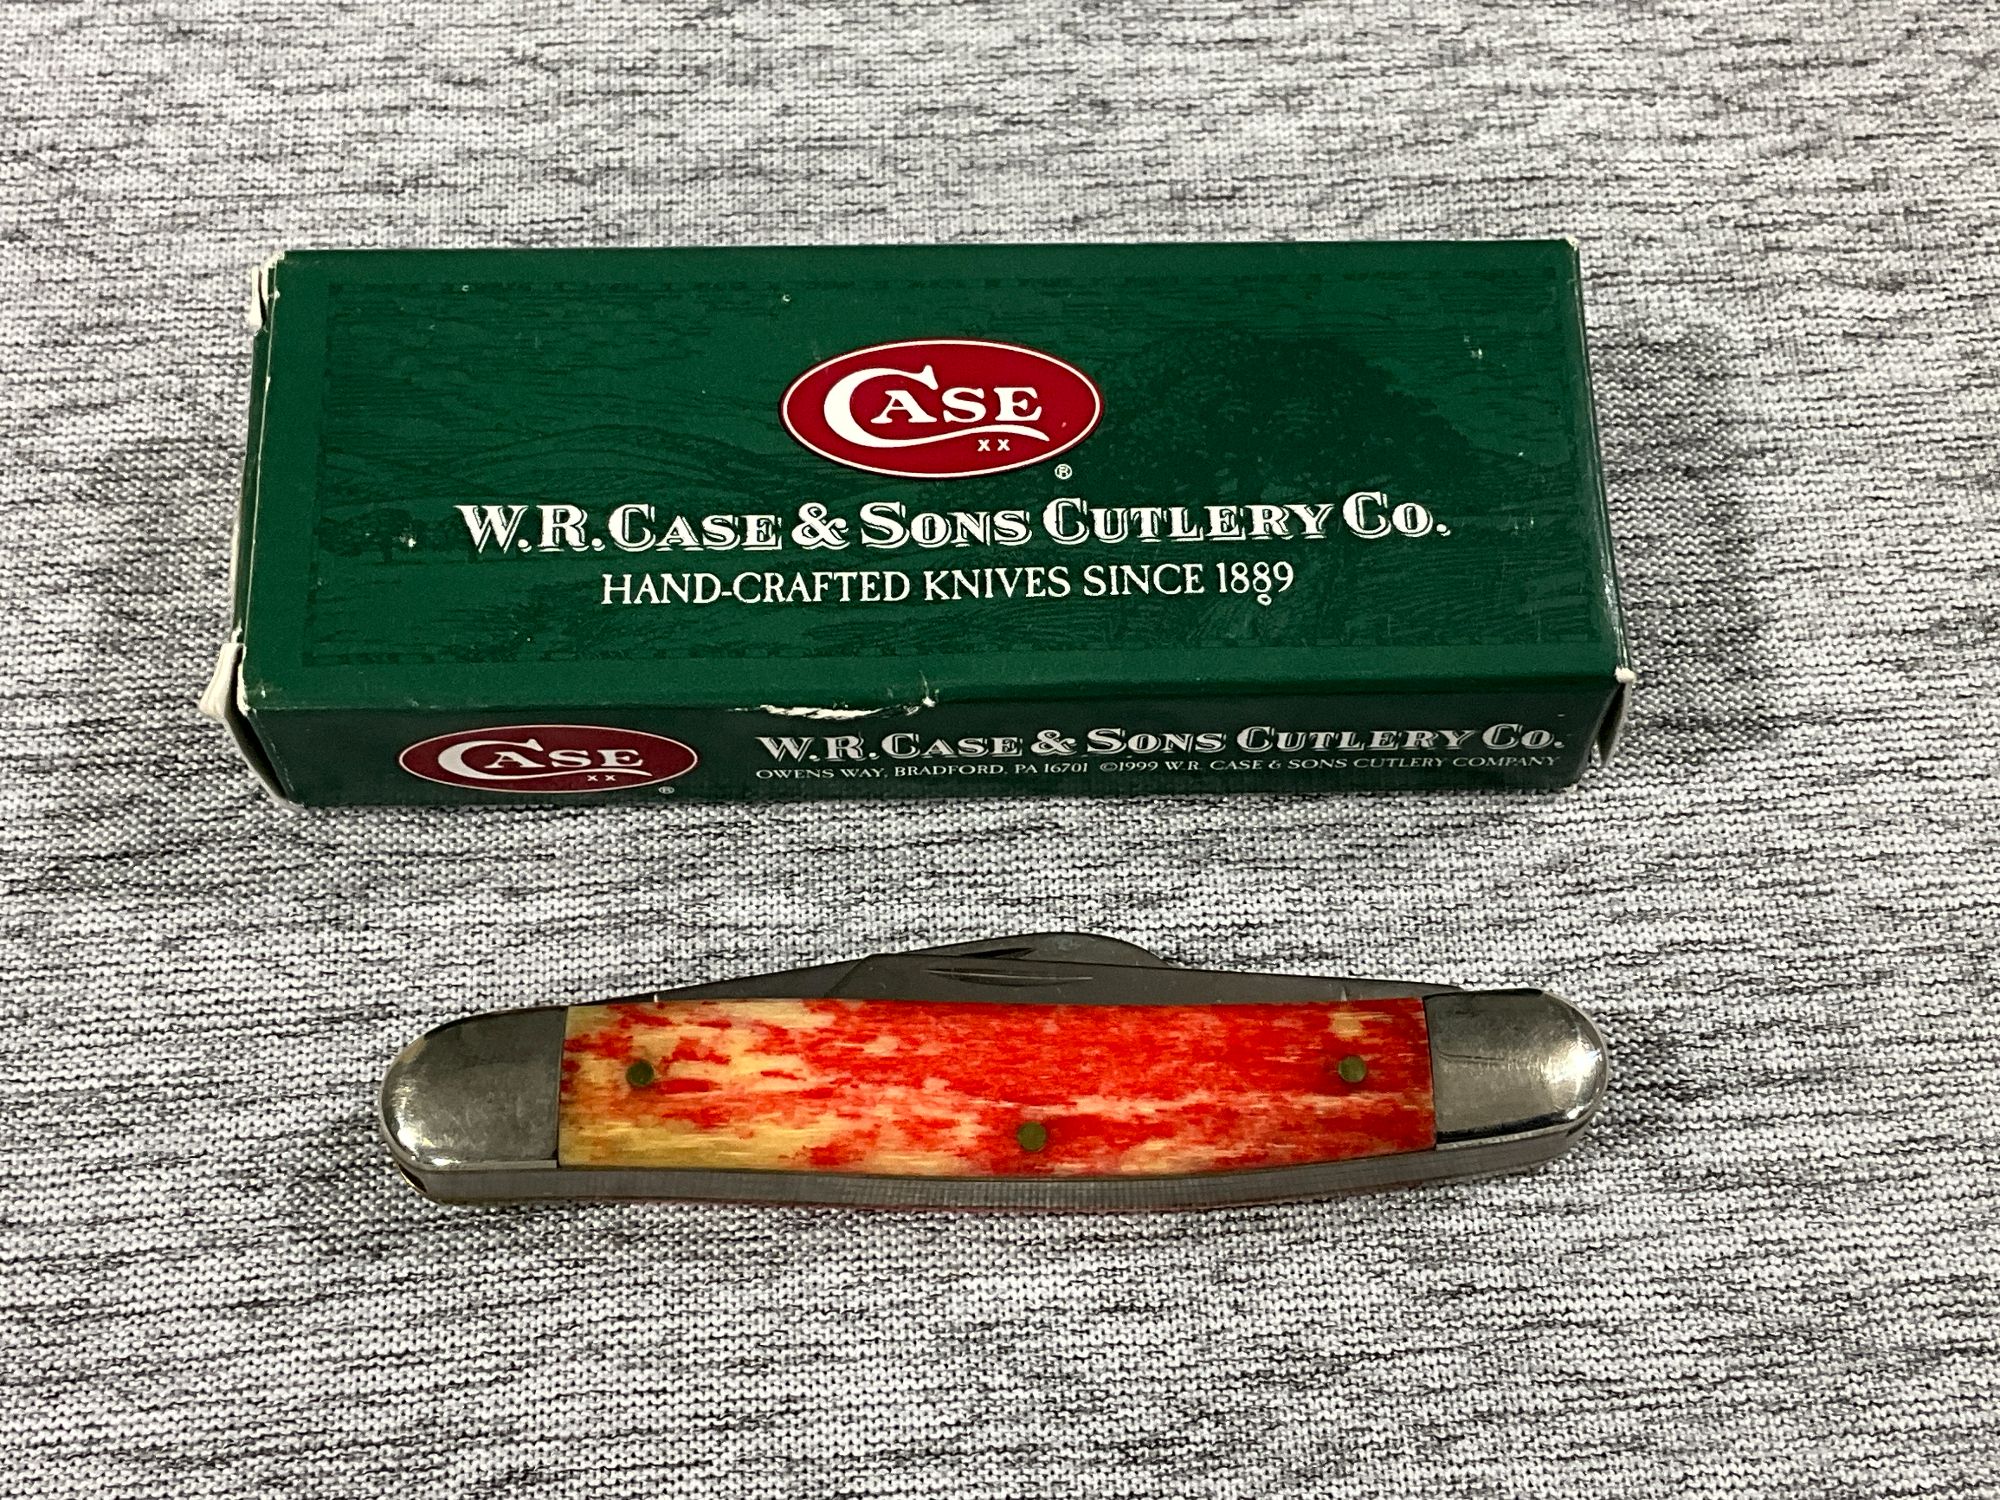 CASE
XX
®
W.R. CASE & SONS CUTLERY CO.
HAND-CRAFTED KNIVES SINCE 1889
CASE
XX
®
W.R. CASE & SONS CUTLERY CO.
OWENS WAY, BRADFORD, PA 16701 ©1999 W.R. CASE & SONS CUTLERY COMPANY